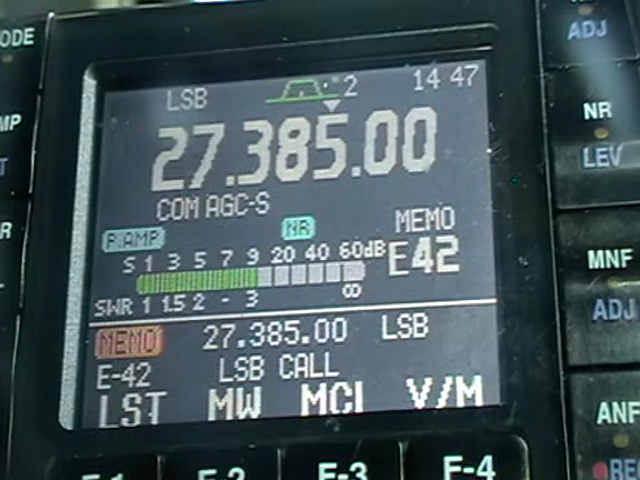 ODE
ADJ
LSB 2 14 47
27.385.00
COM AGC-S
NR
LEV
P.AMP NR MEMO
E42
S 1 3 5 7 9 20 40 60dB
SWR 1 1.5 2 - 3 ∞
MNF
ADJ
MEMO 27.385.00 LSB
E-42 LSB CALL
LST MW MCL V/M
ANF
REC
F-1 F-2 F-3 F-4